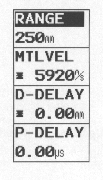 RANGE
250mm
MTLVEL
※ 5920㎧
D-DELAY
※ 0.00mm
P-DELAY
0.00µs